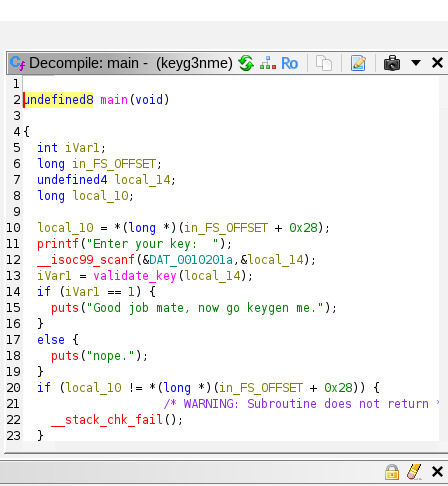 Decompile: main - (keyg3nme)
Ro
1
2 undefined8 main(void)
3
4 {
5 int iVar1;
6 long in_FS_OFFSET;
7 undefined4 local_14;
8 long local_10;
9
10 local_10 = *(long *)(in_FS_OFFSET + 0x28);
11 printf("Enter your key:  ");
12 __isoc99_scanf(&DAT_0010201a,&local_14);
13 iVar1 = validate_key(local_14);
14 if (iVar1 == 1) {
15 puts("Good job mate, now go keygen me.");
16 }
17 else {
18 puts("nope.");
19 }
20 if (local_10 != *(long *)(in_FS_OFFSET + 0x28)) {
21 /* WARNING: Subroutine does not return *
22 __stack_chk_fail();
23 }